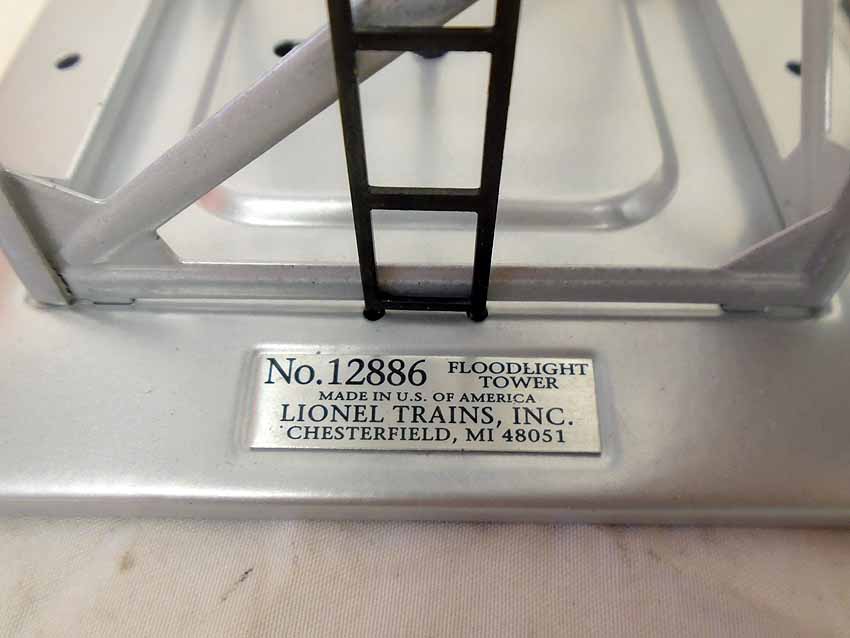 No.12886 FLOODLIGHT TOWER
MADE IN U.S. OF AMERICA
LIONEL TRAINS, INC.
CHESTERFIELD, MI 48051